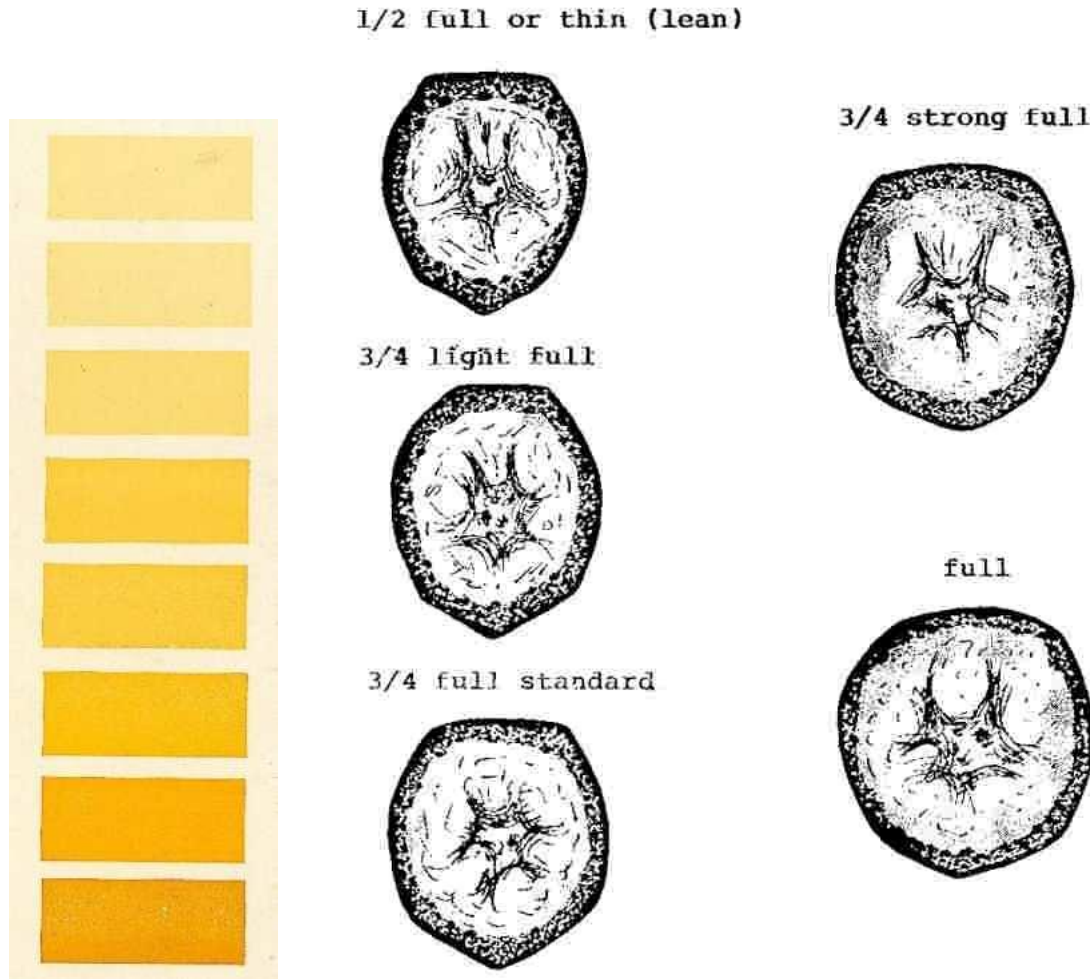 1/2 full or thin (lean)
3/4 light full
3/4 full standard
3/4 strong full
full